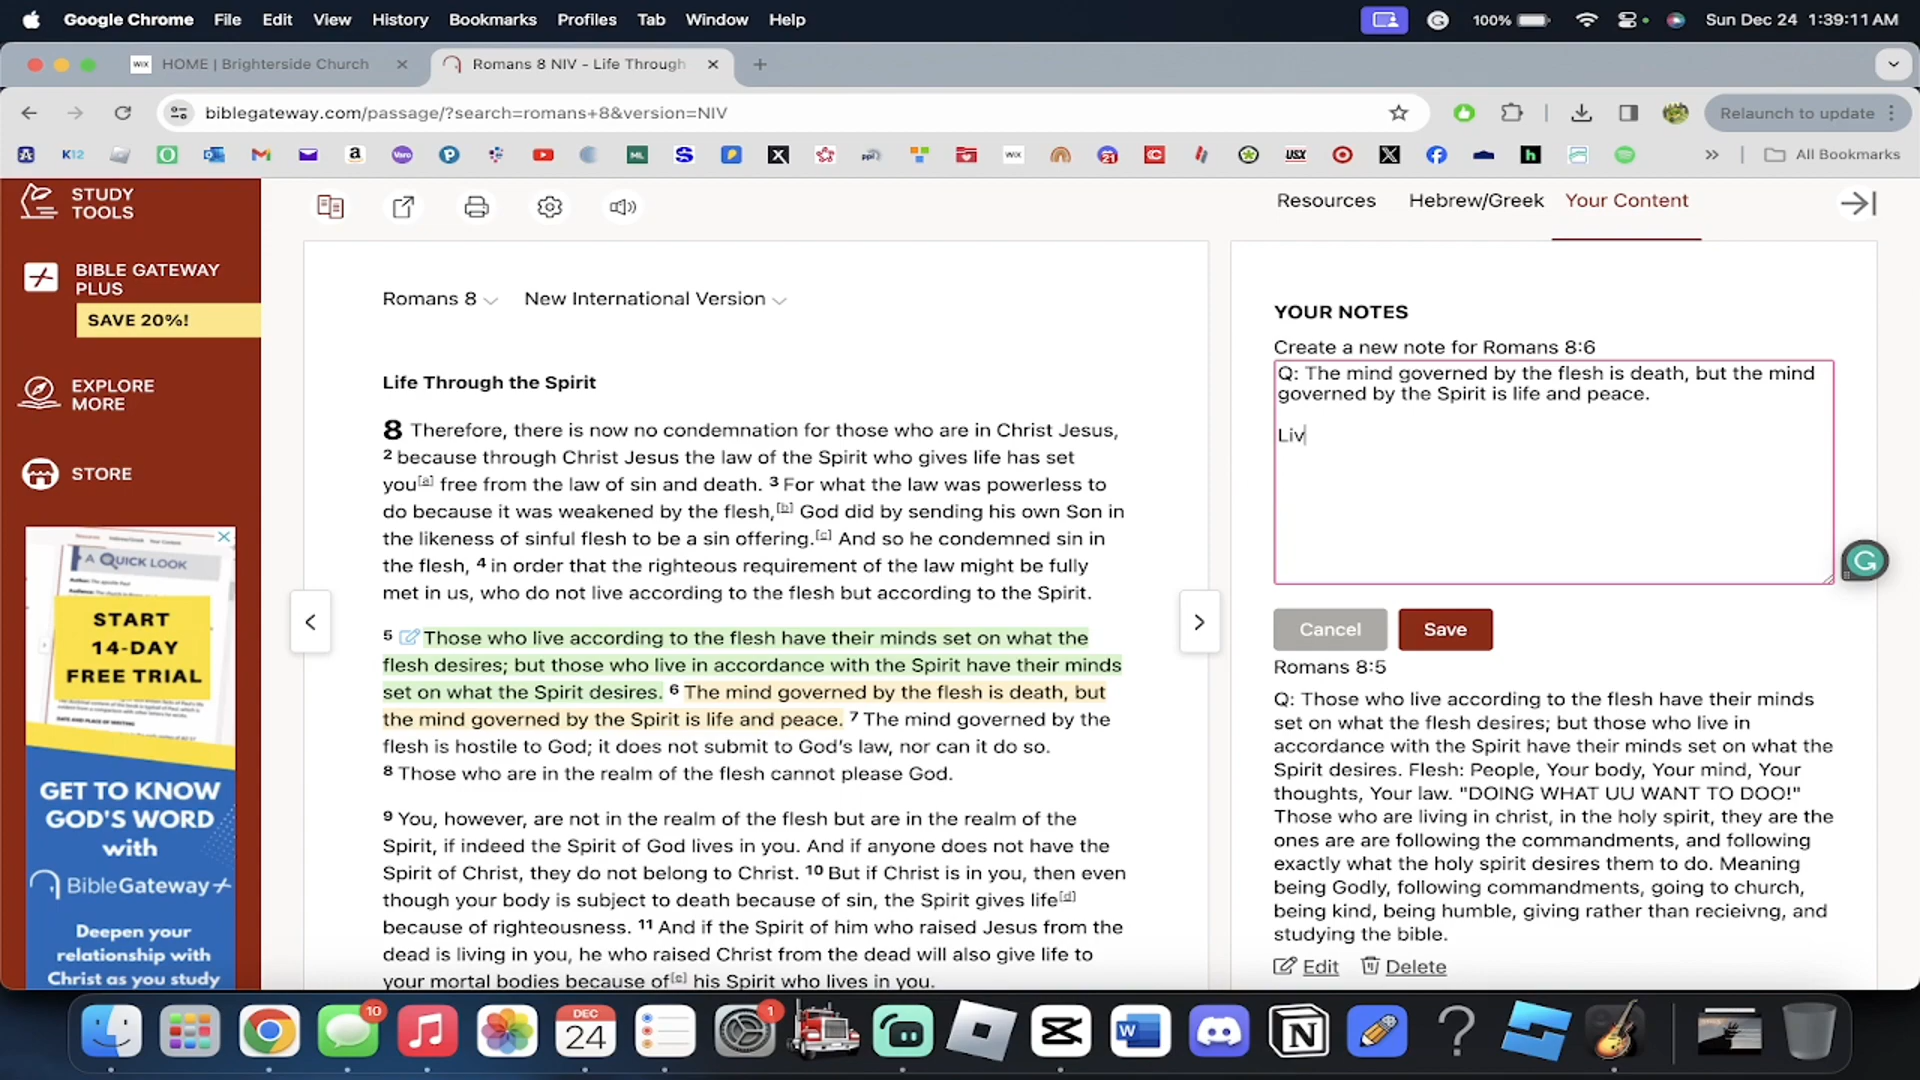 Google Chrome File Edit View History Bookmarks Profiles Tab Window Help 100% Sun Dec 24 1:39:11 AM
WIX HOME | Brighterside Church Romans 8 NIV - Life Through
biblegateway.com/passage/?search=romans+8&version=NIV Relaunch to update
K12 Varo ML ppl WIX 21 USX h All Bookmarks
STUDY
TOOLS
BIBLE GATEWAY
PLUS
SAVE 20%!
EXPLORE
MORE
STORE
A QUICK LOOK
START
14-DAY
FREE TRIAL
DATE AND PLACE OF WRITING
GET TO KNOW
GOD'S WORD
with
BibleGateway+
Deepen your
relationship with
Christ as you study
Romans 8 New International Version
Life Through the Spirit
8 Therefore, there is now no condemnation for those who are in Christ Jesus,
2 because through Christ Jesus the law of the Spirit who gives life has set
you[a] free from the law of sin and death. 3 For what the law was powerless to
do because it was weakened by the flesh,[b] God did by sending his own Son in
the likeness of sinful flesh to be a sin offering.[c] And so he condemned sin in
the flesh, 4 in order that the righteous requirement of the law might be fully
met in us, who do not live according to the flesh but according to the Spirit.
5 Those who live according to the flesh have their minds set on what the
flesh desires; but those who live in accordance with the Spirit have their minds
set on what the Spirit desires. 6 The mind governed by the flesh is death, but
the mind governed by the Spirit is life and peace. 7 The mind governed by the
flesh is hostile to God; it does not submit to God's law, nor can it do so.
8 Those who are in the realm of the flesh cannot please God.
9 You, however, are not in the realm of the flesh but are in the realm of the
Spirit, if indeed the Spirit of God lives in you. And if anyone does not have the
Spirit of Christ, they do not belong to Christ. 10 But if Christ is in you, then even
though your body is subject to death because of sin, the Spirit gives life[d]
because of righteousness. 11 And if the Spirit of him who raised Jesus from the
dead is living in you, he who raised Christ from the dead will also give life to
your mortal bodies because of[e] his Spirit who lives in you.
Resources Hebrew/Greek Your Content
YOUR NOTES
Create a new note for Romans 8:6
Q: The mind governed by the flesh is death, but the mind
governed by the Spirit is life and peace.
Liv
Cancel Save
Romans 8:5
Q: Those who live according to the flesh have their minds
set on what the flesh desires; but those who live in
accordance with the Spirit have their minds set on what the
Spirit desires. Flesh: People, Your body, Your mind, Your
thoughts, Your law. "DOING WHAT UU WANT TO DOO!"
Those who are living in christ, in the holy spirit, they are the
ones are are following the commandments, and following
exactly what the holy spirit desires them to do. Meaning
being Godly, following commandments, going to church,
being kind, being humble, giving rather than recieivng, and
studying the bible.
Edit Delete
10 DEC 24 1